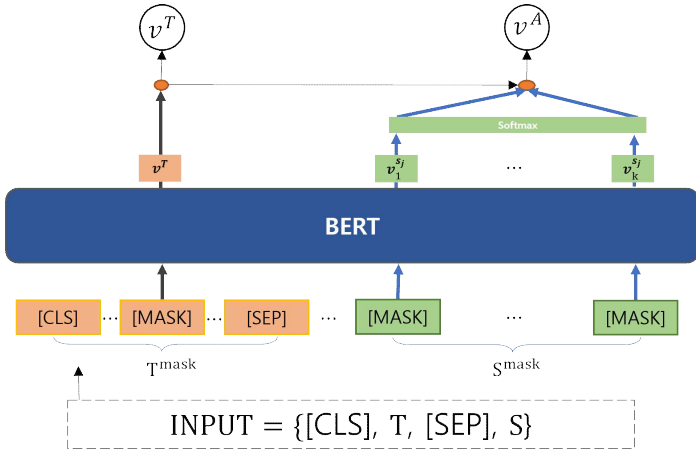 v^T v^A
Softmax
v^T v_1^{s_j} ... v_k^{s_j}
BERT
[CLS] ... [MASK] ... [SEP] ... [MASK] ... [MASK]
T^mask S^mask
INPUT = {[CLS], T, [SEP], S}